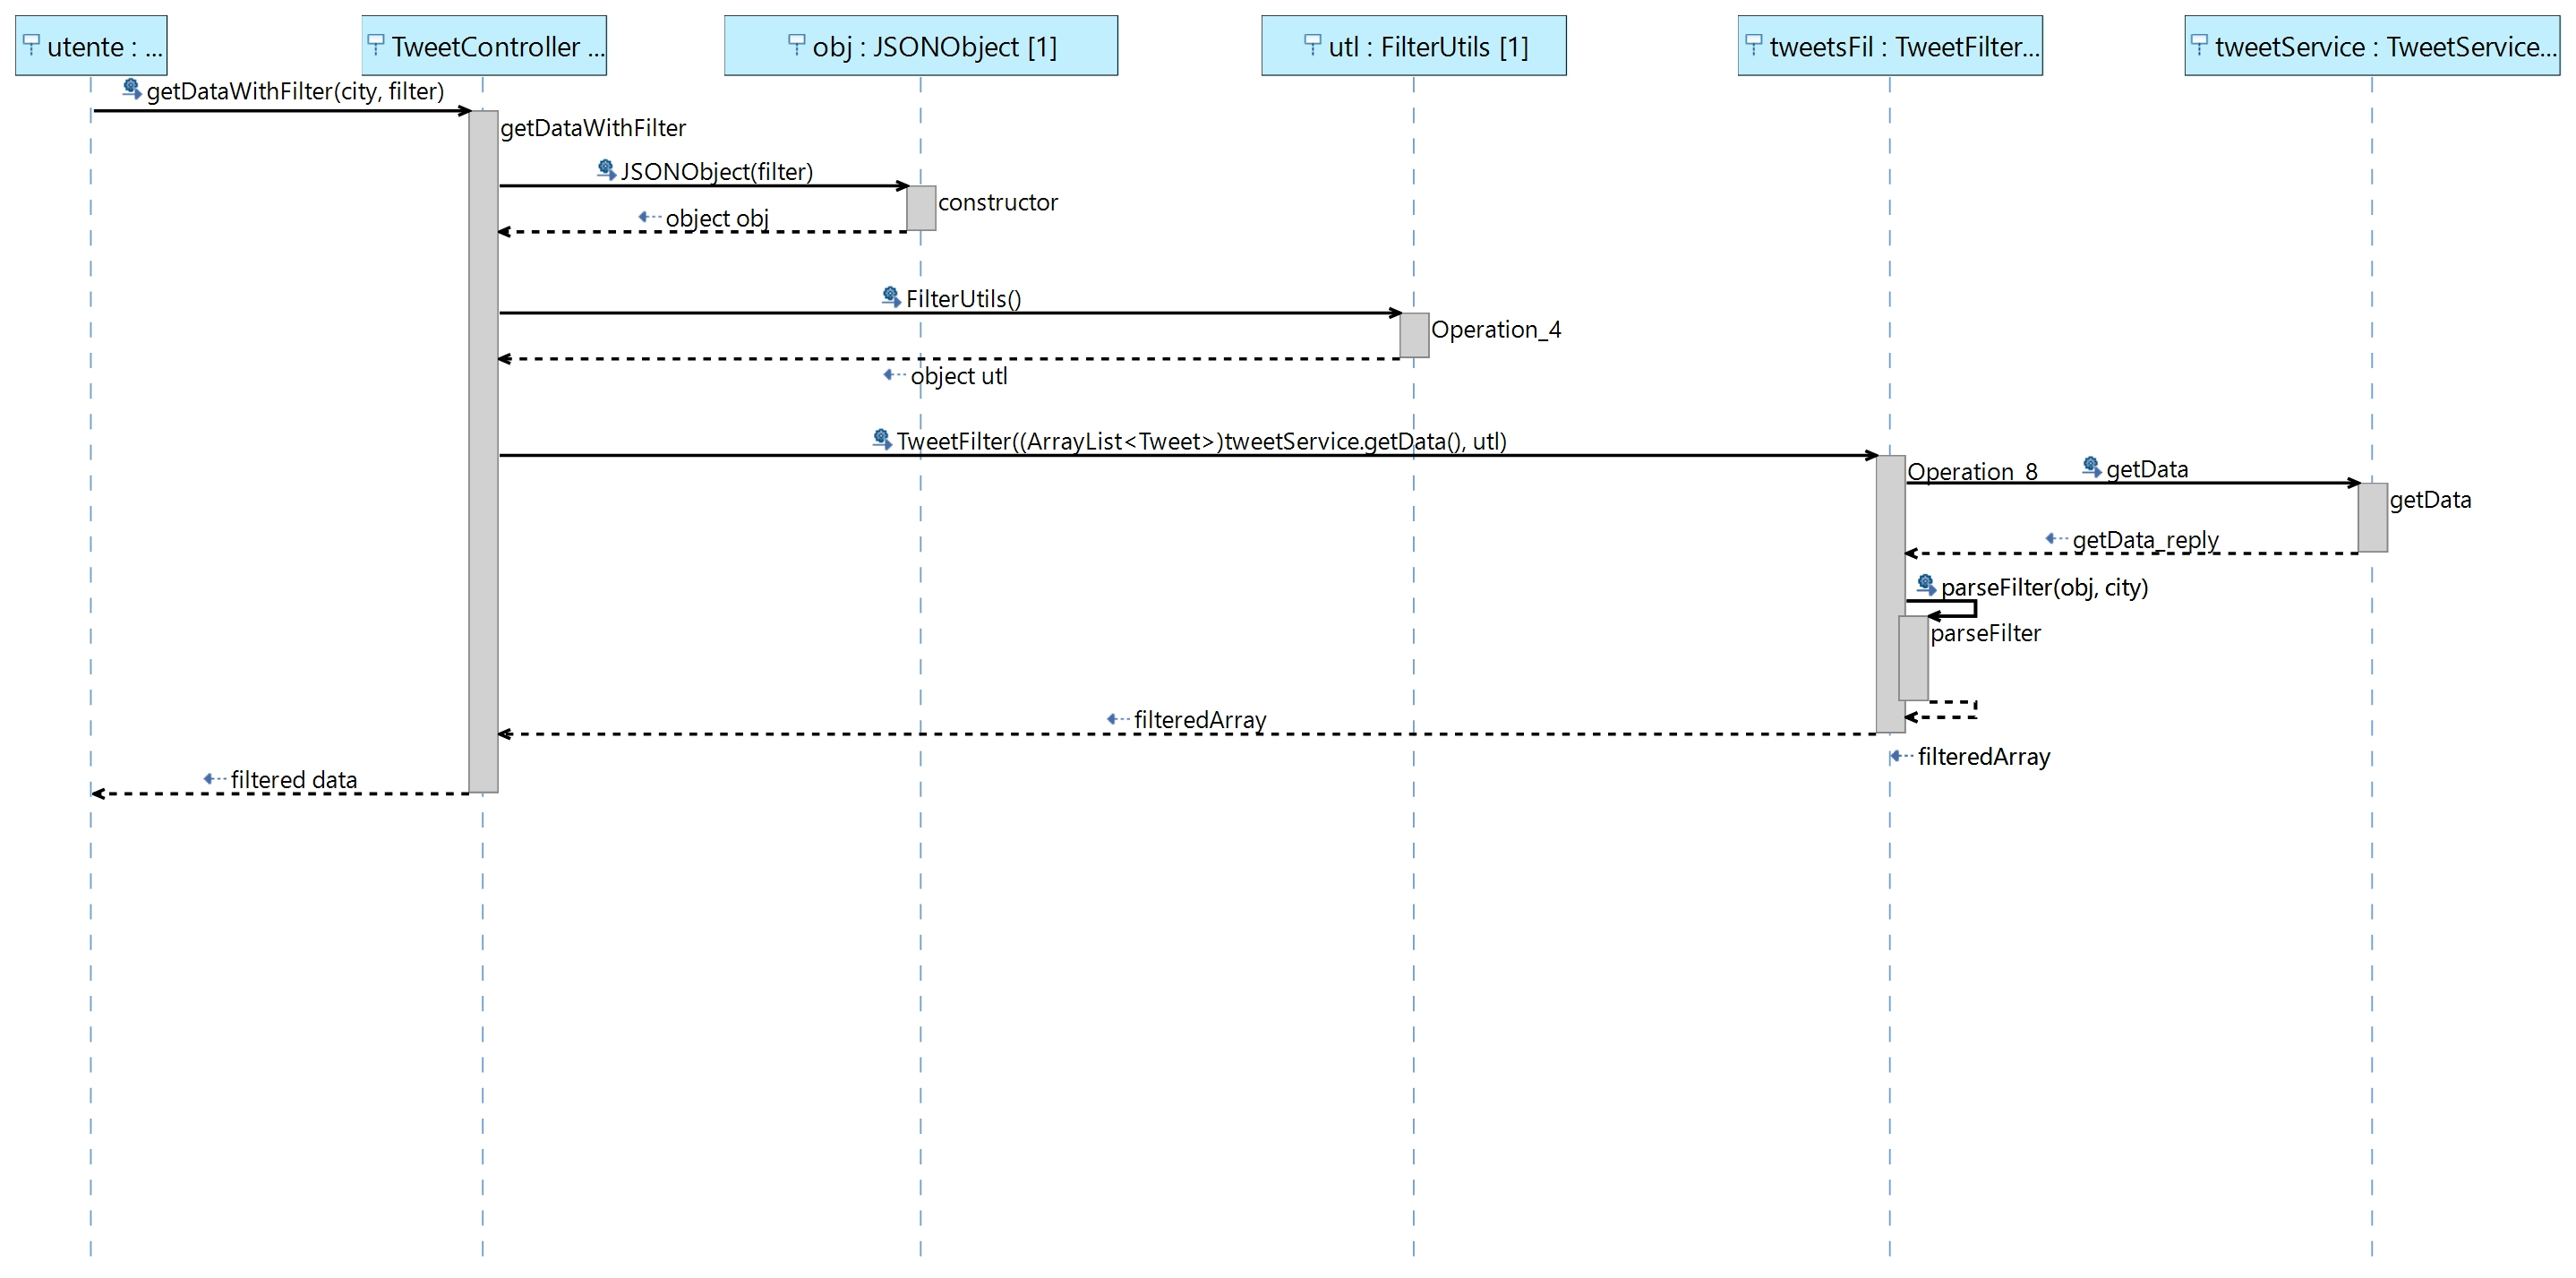 utente : ...
TweetController ...
obj : JSONObject [1]
utl : FilterUtils [1]
tweetsFil : TweetFilter...
tweetService : TweetService...
getDataWithFilter(city, filter)
getDataWithFilter
JSONObject(filter)
constructor
object obj
FilterUtils()
Operation_4
object utl
TweetFilter((ArrayList<Tweet>)tweetService.getData(), utl)
Operation_8
getData
getData
getData_reply
parseFilter(obj, city)
parseFilter
filteredArray
filteredArray
filtered data